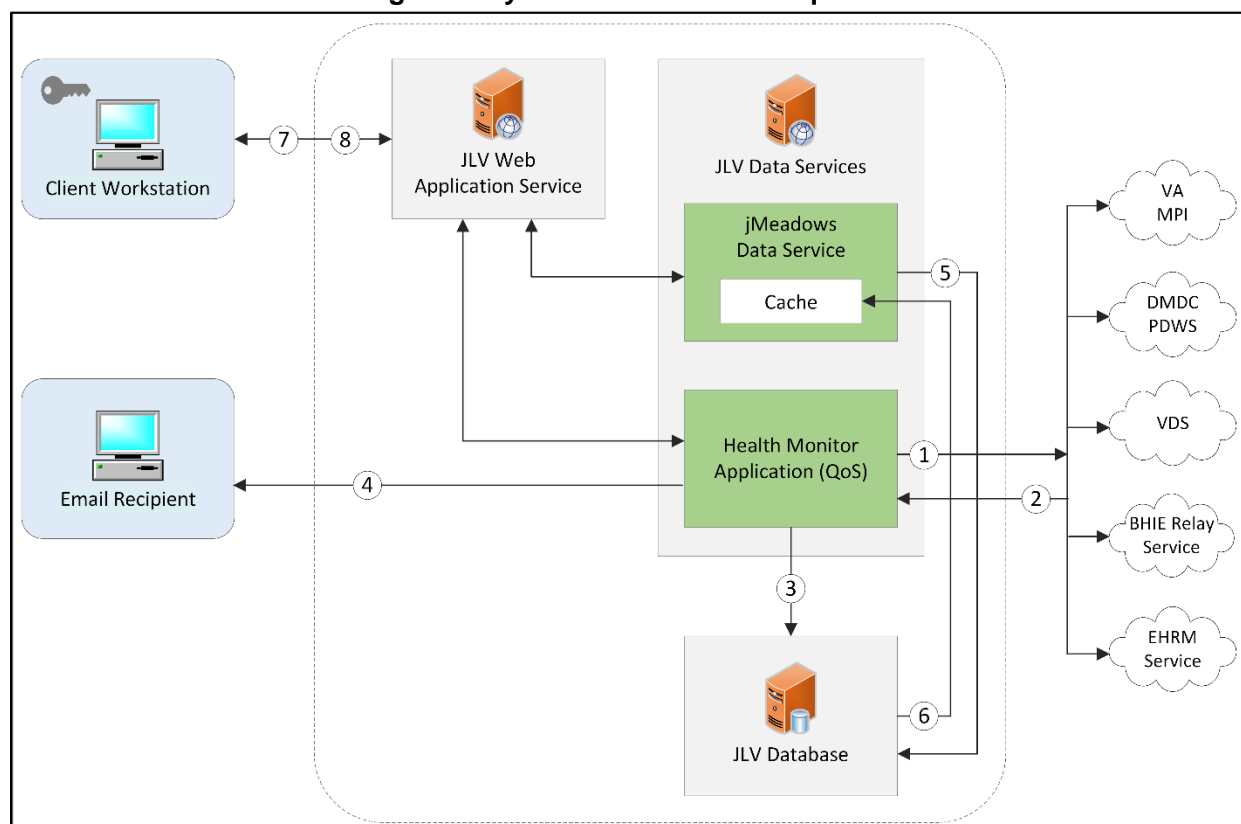 7
8
Client Workstation
JLV Web
Application Service
JLV Data Services
jMeadows
Data Service
Cache
5
Health Monitor
Application (QoS)
1
2
Email Recipient
4
3
6
JLV Database
VA
MPI
DMDC
PDWS
VDS
BHIE Relay
Service
EHRM
Service